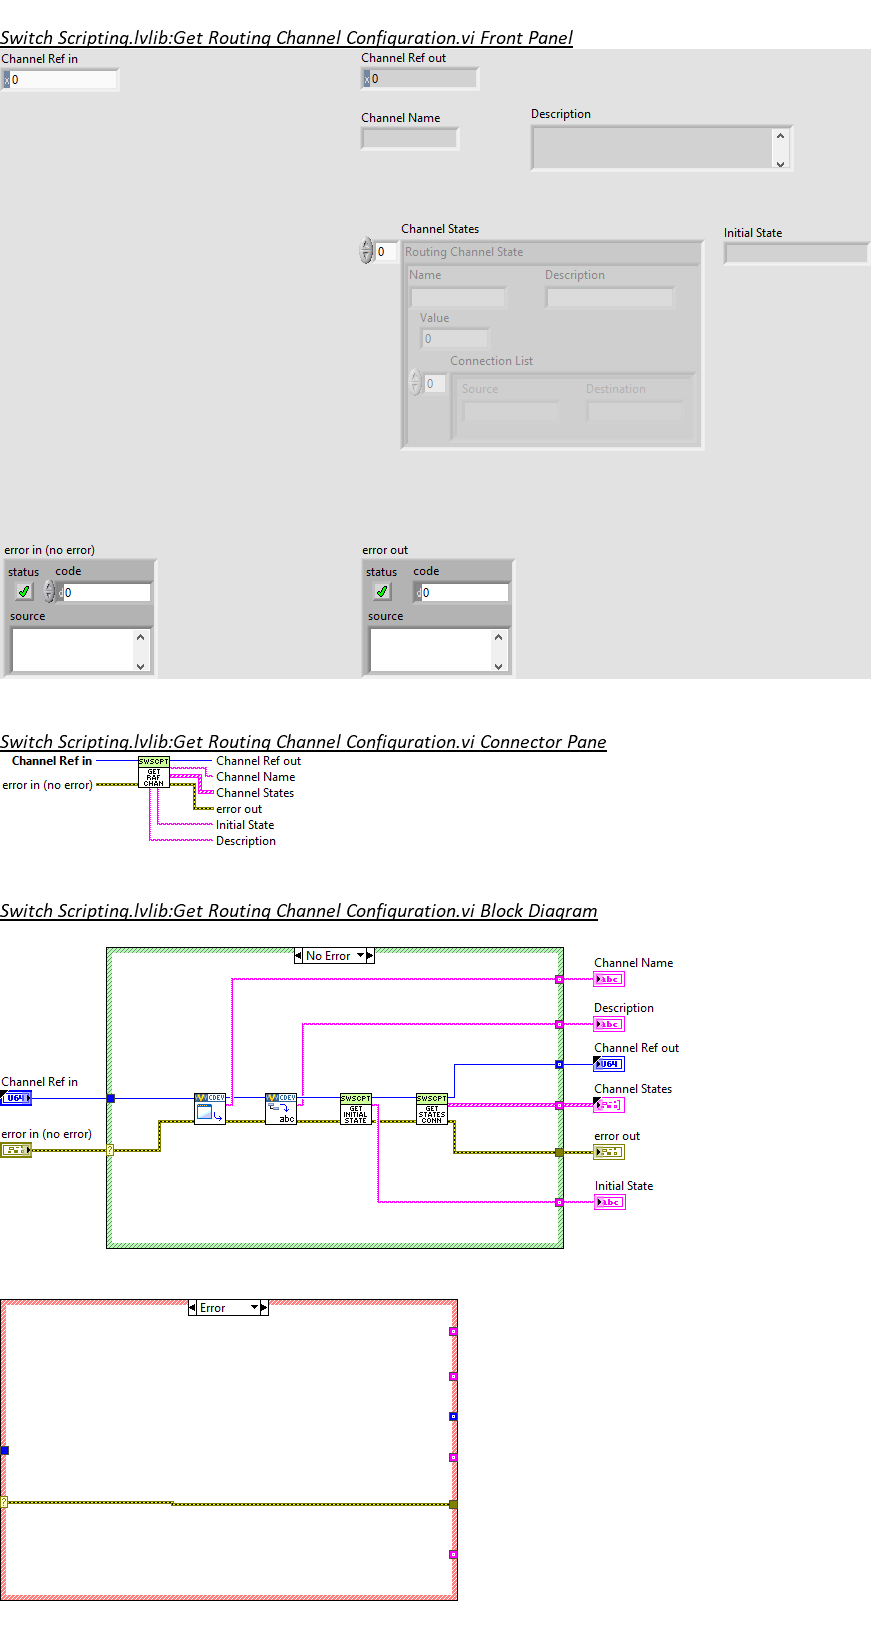 Switch Scripting.lvlib:Get Routing Channel Configuration.vi Front Panel
Channel Ref in
x 0
Channel Ref out
x 0
Channel Name
Description
Channel States
0
Routing Channel State
Name
Description
Value
0
Connection List
0
Source
Destination
Initial State
error in (no error)
status code
d 0
source
error out
status code
d 0
source
Switch Scripting.lvlib:Get Routing Channel Configuration.vi Connector Pane
Channel Ref in
error in (no error)
SWSCPT
GET
RAF
CHAN
Channel Ref out
Channel Name
Channel States
error out
Initial State
Description
Switch Scripting.lvlib:Get Routing Channel Configuration.vi Block Diagram
No Error
Channel Ref in
U64
error in (no error)
?
CDEV
CDEV
abc
SWSCPT
GET
INITIAL
STATE
SWSCPT
GET
STATES
CONN
Channel Name
abc
Description
abc
Channel Ref out
U64
Channel States
error out
Initial State
abc
Error
?